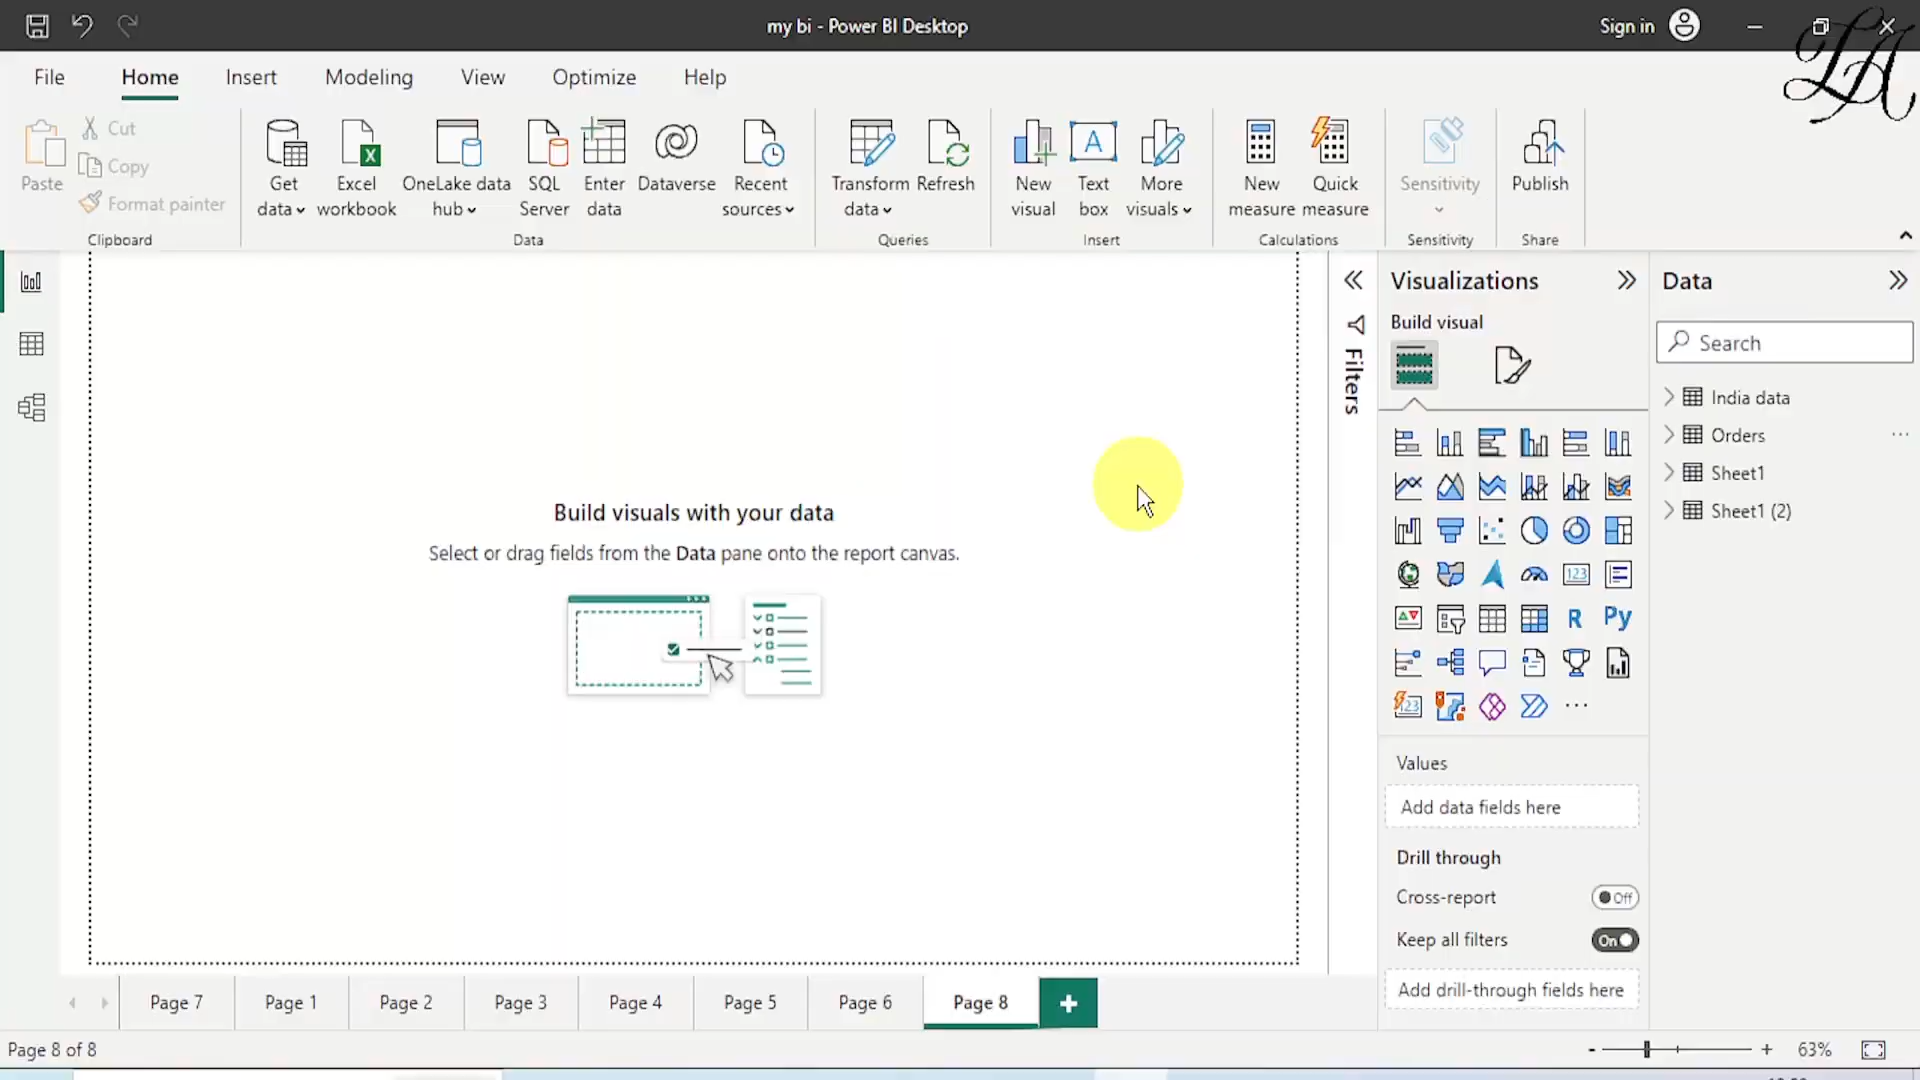 my bi - Power BI Desktop
Sign in
LA
File Home Insert Modeling View Optimize Help
Paste
Cut
Copy
Format painter
Clipboard
Get data
Excel workbook
OneLake data hub
SQL Server
Enter data
Dataverse
Recent sources
Data
Transform data
Refresh
Queries
New visual
Text box
More visuals
Insert
New measure
Quick measure
Calculations
Sensitivity
Sensitivity
Publish
Share
Build visuals with your data
Select or drag fields from the Data pane onto the report canvas.
Filters
Visualizations
Build visual
123
R
Py
123
Values
Add data fields here
Drill through
Cross-report
Off
Keep all filters
On
Add drill-through fields here
Data
Search
India data
Orders
Sheet1
Sheet1 (2)
Page 7
Page 1
Page 2
Page 3
Page 4
Page 5
Page 6
Page 8
Page 8 of 8
63%